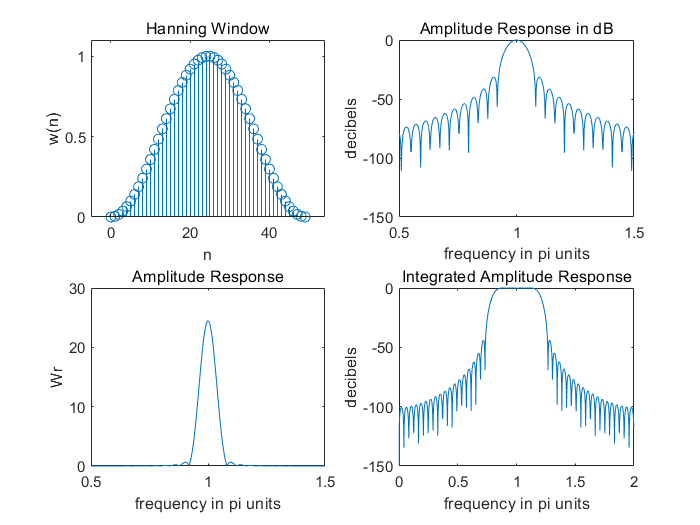 Hanning Window
1
0.5
0
w(n)
0
20
40
n
Amplitude Response in dB
0
-50
-100
-150
decibels
0.5
1
1.5
frequency in pi units
Amplitude Response
30
20
10
0
Wr
0.5
1
1.5
frequency in pi units
Integrated Amplitude Response
0
-50
-100
-150
decibels
0
0.5
1
1.5
2
frequency in pi units